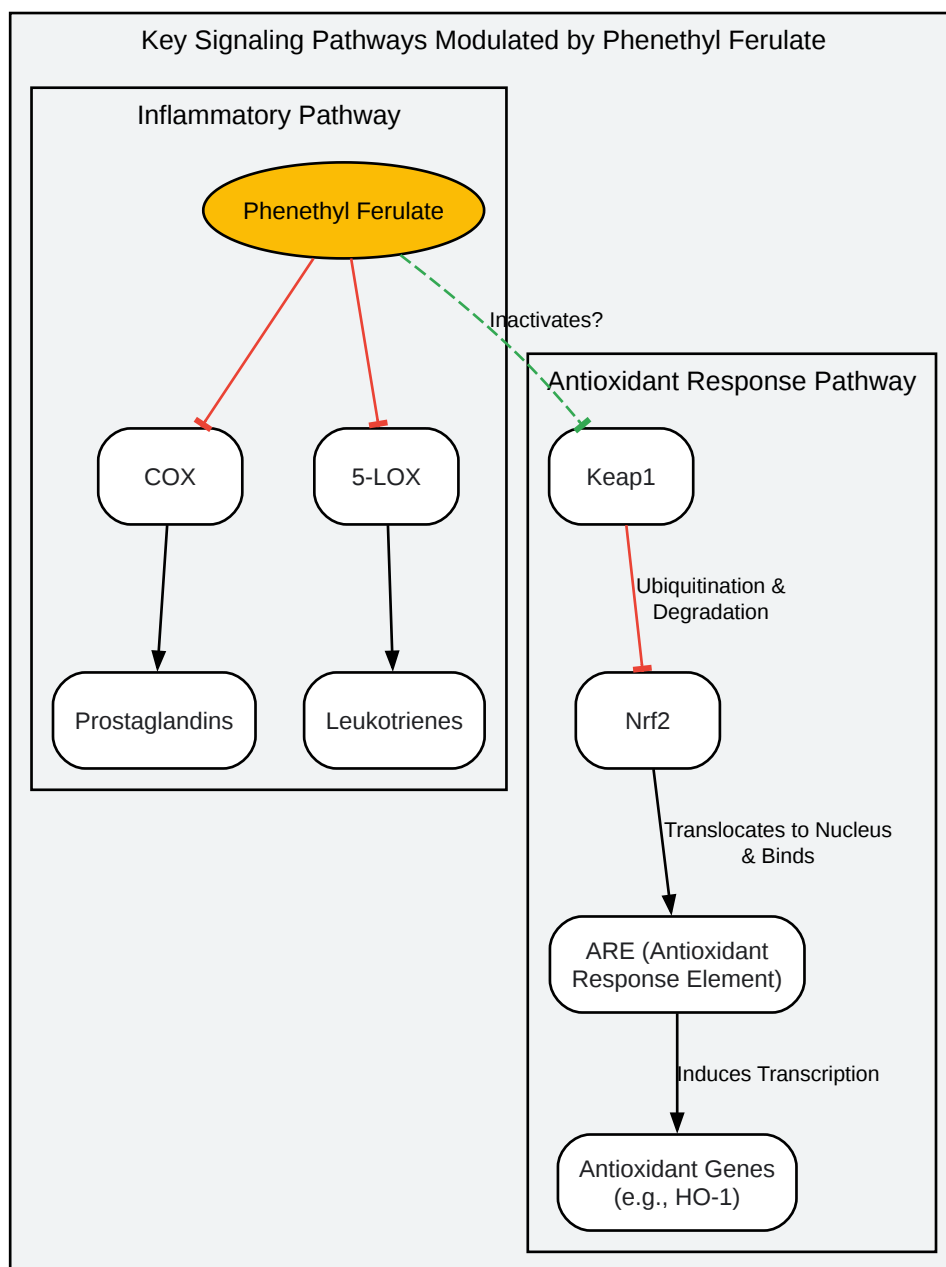 Key Signaling Pathways Modulated by Phenethyl Ferulate
Inflammatory Pathway
Phenethyl Ferulate
Inactivates?
Antioxidant Response Pathway
COX
5-LOX
Keap1
Ubiquitination &
Degradation
Prostaglandins
Leukotrienes
Nrf2
Translocates to Nucleus
& Binds
ARE (Antioxidant
Response Element)
Induces Transcription
Antioxidant Genes
(e.g., HO-1)